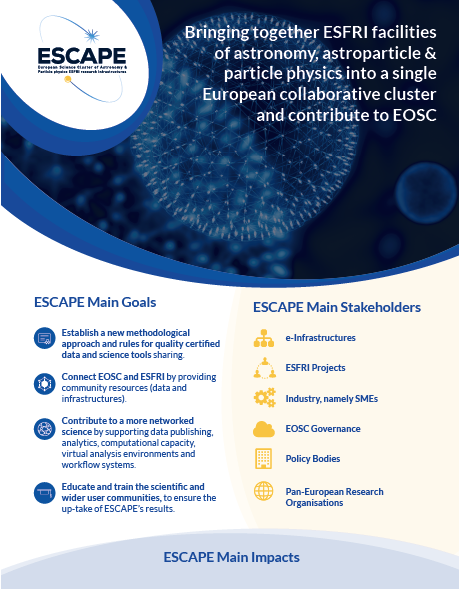 ESCAPE
European Science Cluster of Astronomy &
Particle physics ESFRI research infrastructures
Bringing together ESFRI facilities
of astronomy, astroparticle &
particle physics into a single
European collaborative cluster
and contribute to EOSC
ESCAPE Main Goals
Establish a new methodological
approach and rules for quality certified
data and science tools sharing.
Connect EOSC and ESFRI by providing
community resources (data and
infrastructures).
Contribute to a more networked
science by supporting data publishing,
analytics, computational capacity,
virtual analysis environments and
workflow systems.
Educate and train the scientific and
wider user communities, to ensure the
up-take of ESCAPE's results.
ESCAPE Main Stakeholders
e-Infrastructures
ESFRI Projects
Industry, namely SMEs
EOSC Governance
Policy Bodies
Pan-European Research
Organisations
ESCAPE Main Impacts